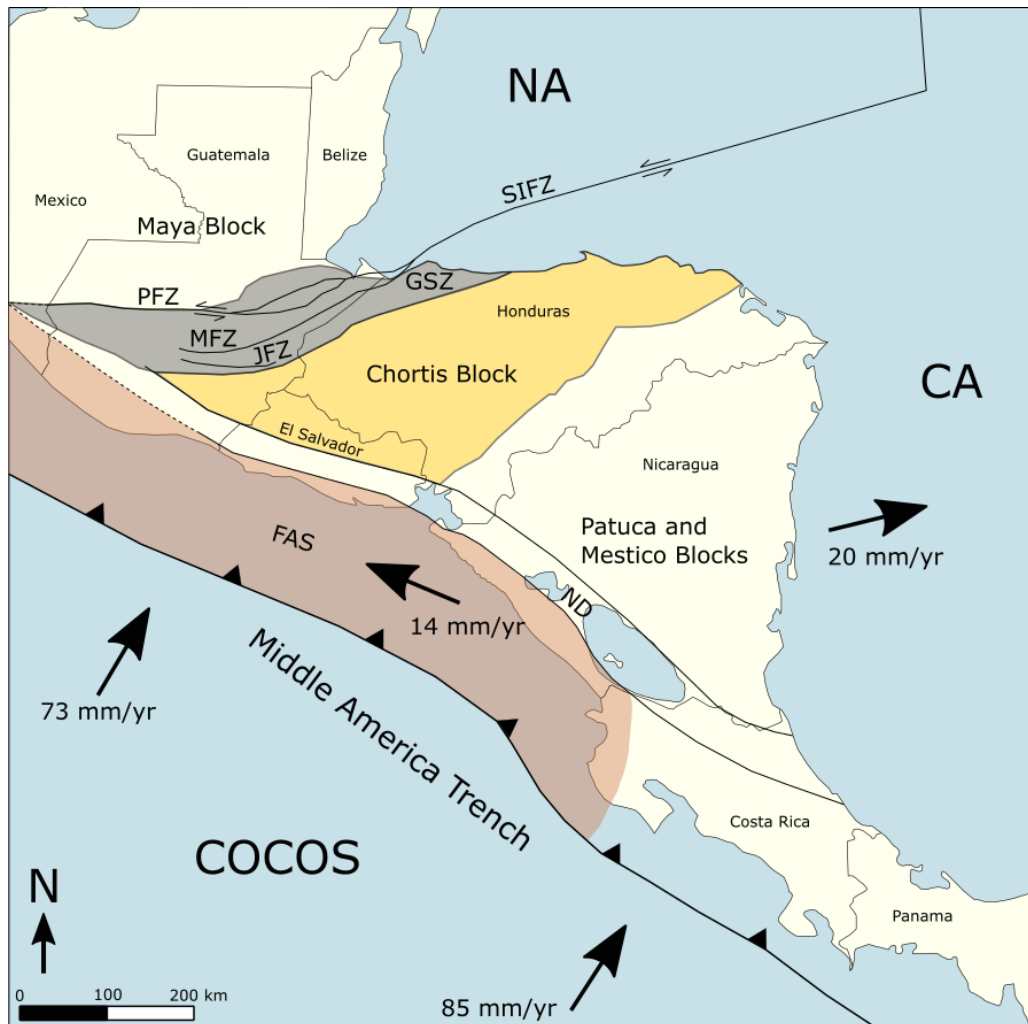 NA
Guatemala
Belize
SIFZ
Mexico
Maya Block
GSZ
PFZ
Honduras
MFZ
JFZ
Chortis Block
CA
El Salvador
Nicaragua
Patuca and
Mestico Blocks
FAS
20 mm/yr
ND
14 mm/yr
73 mm/yr
Middle America Trench
Costa Rica
COCOS
N
Panama
0 100 200 km
85 mm/yr